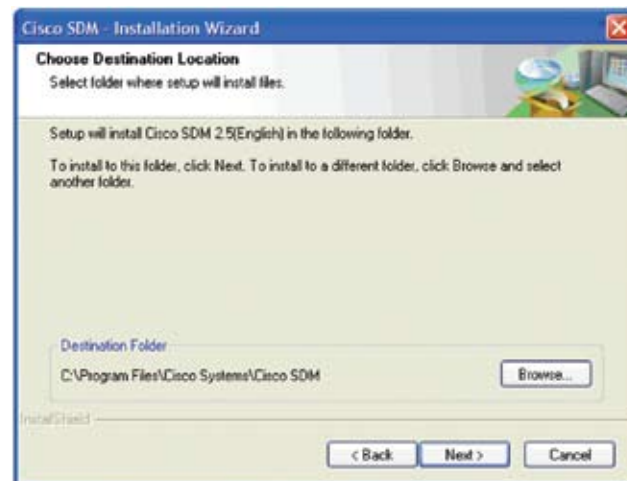 Cisco SDM - Installation Wizard
Choose Destination Location
Select folder where setup will install files.
Setup will install Cisco SDM 2.5(English) in the following folder.
To install to this folder, click Next. To install to a different folder, click Browse and select
another folder.
Destination Folder
C:\Program Files\Cisco Systems\Cisco SDM
Browse...
InstallShield
< Back
Next >
Cancel